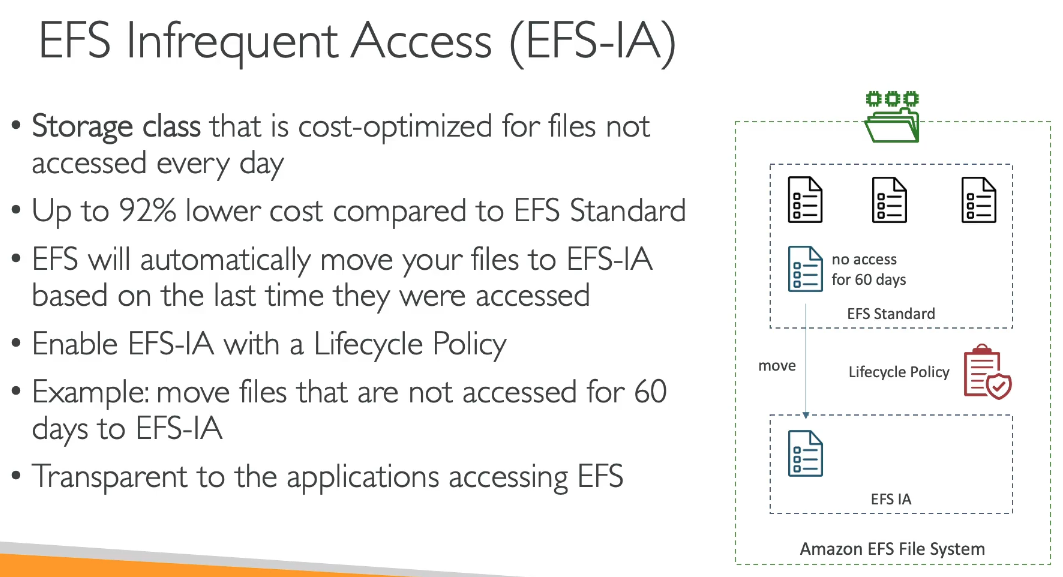 EFS Infrequent Access (EFS-IA)
• Storage class that is cost-optimized for files not
accessed every day
• Up to 92% lower cost compared to EFS Standard
• EFS will automatically move your files to EFS-IA
based on the last time they were accessed
• Enable EFS-IA with a Lifecycle Policy
• Example: move files that are not accessed for 60
days to EFS-IA
• Transparent to the applications accessing EFS
no access
for 60 days
EFS Standard
move
Lifecycle Policy
EFS IA
Amazon EFS File System